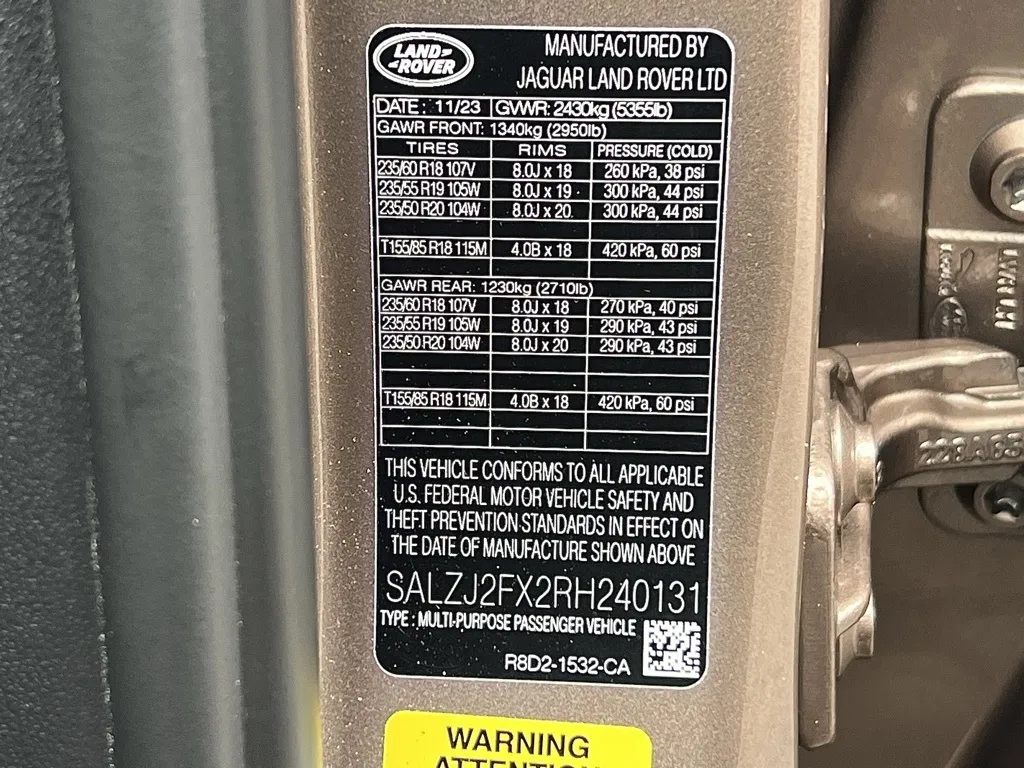 LAND-
-ROVER
MANUFACTURED BY
JAGUAR LAND ROVER LTD
DATE: 11/23 GVWR: 2430kg (5355lb)
GAWR FRONT: 1340kg (2950lb)
TIRES RIMS PRESSURE (COLD)
235/60 R18 107V 8.0J x 18 260 kPa, 38 psi
235/55 R19 105W 8.0J x 19 300 kPa, 44 psi
235/50 R20 104W 8.0J x 20 300 kPa, 44 psi
T155/85 R18 115M 4.0B x 18 420 kPa, 60 psi
GAWR REAR: 1230kg (2710lb)
235/60 R18 107V 8.0J x 18 270 kPa, 40 psi
235/55 R19 105W 8.0J x 19 290 kPa, 43 psi
235/50 R20 104W 8.0J x 20 290 kPa, 43 psi
T155/85 R18 115M 4.0B x 18 420 kPa, 60 psi
THIS VEHICLE CONFORMS TO ALL APPLICABLE
U.S. FEDERAL MOTOR VEHICLE SAFETY AND
THEFT PREVENTION STANDARDS IN EFFECT ON
THE DATE OF MANUFACTURE SHOWN ABOVE
SALZJ2FX2RH240131
TYPE : MULTI-PURPOSE PASSENGER VEHICLE
R8D2-1532-CA
WARNING
ATTENTION